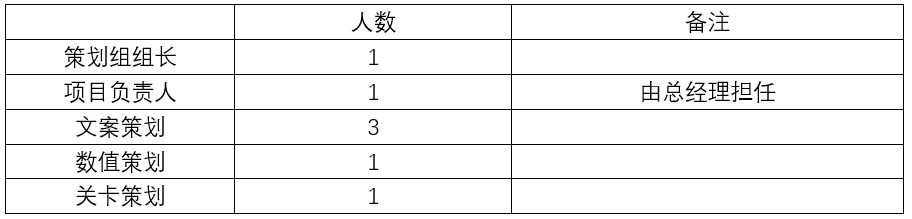 人数 备注
策划组组长 1
项目负责人 1 由总经理担任
文案策划 3
数值策划 1
关卡策划 1